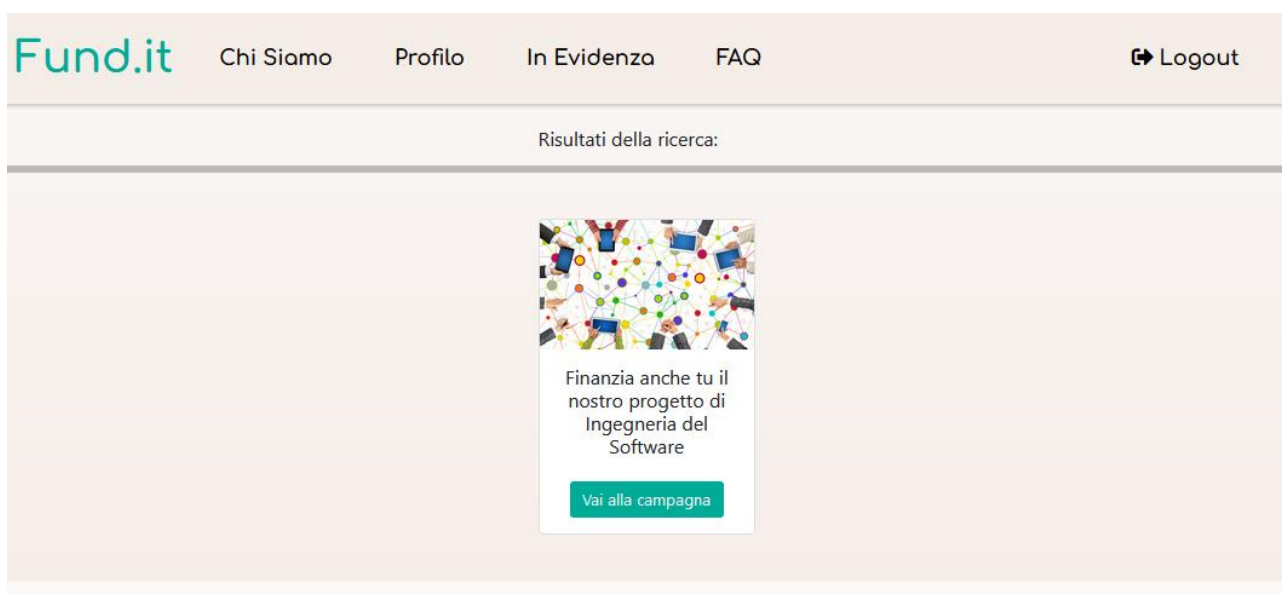 Fund.it Chi Siamo Profilo In Evidenza FAQ Logout
Risultati della ricerca:
Finanzia anche tu il
nostro progetto di
Ingegneria del
Software
Vai alla campagna